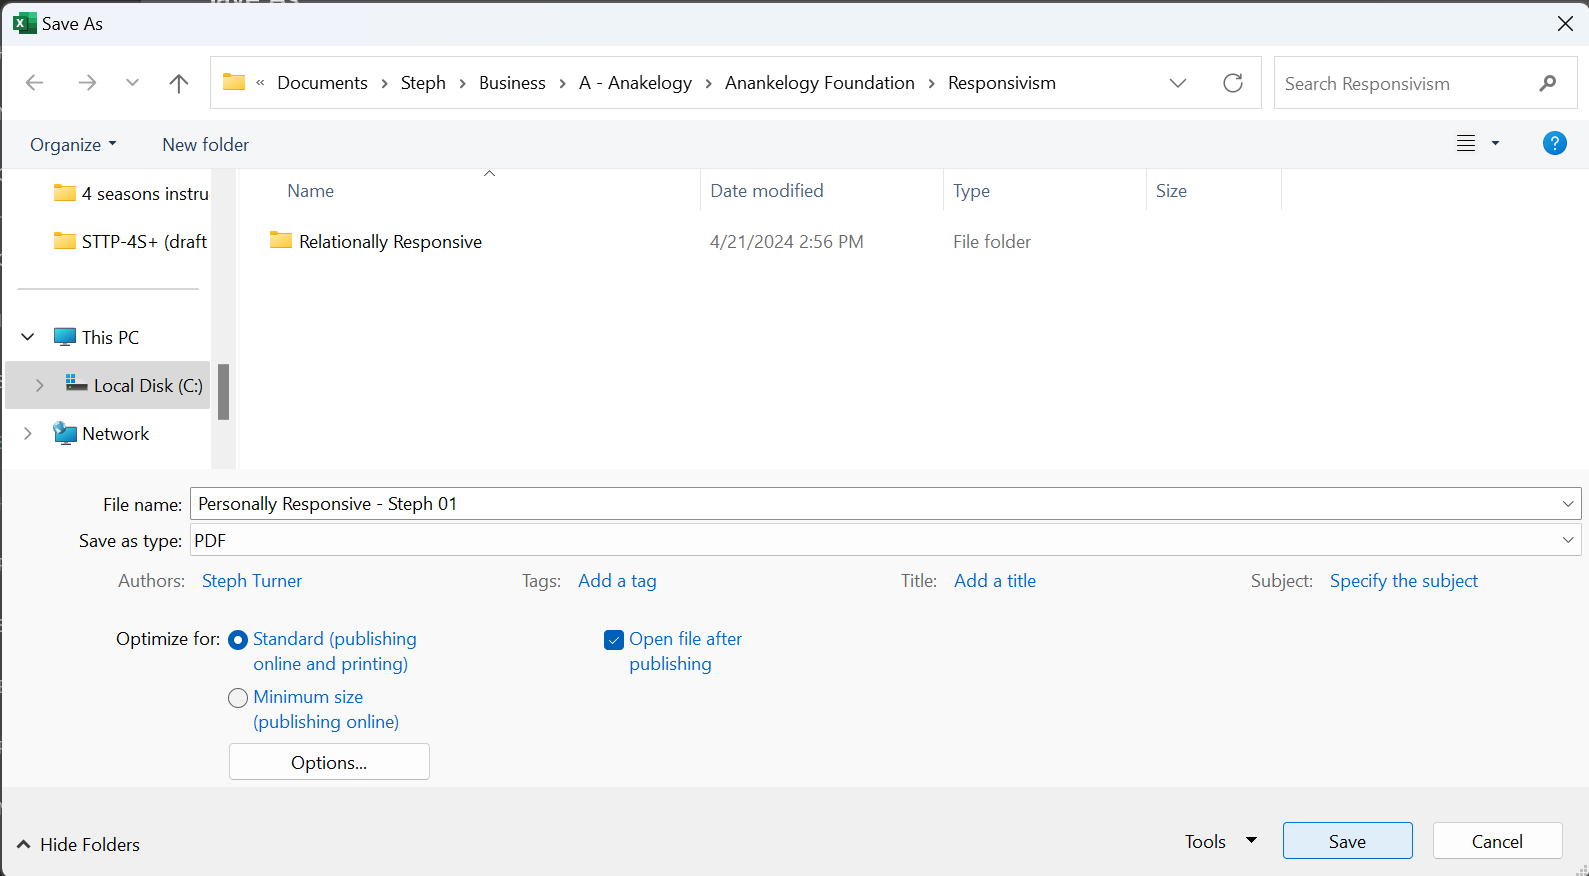 Save As
« Documents > Steph > Business > A - Anakelogy > Anankelogy Foundation > Responsivism
Search Responsivism
Organize
New folder
?
Name
Date modified
Type
Size
4 seasons instru
STTP-4S+ (draft
This PC
Local Disk (C:)
Network
Relationally Responsive
4/21/2024 2:56 PM
File folder
File name: Personally Responsive - Steph 01
Save as type: PDF
Authors: Steph Turner
Tags: Add a tag
Title: Add a title
Subject: Specify the subject
Optimize for:
Standard (publishing
online and printing)
Minimum size
(publishing online)
Open file after
publishing
Options...
Hide Folders
Tools
Save
Cancel